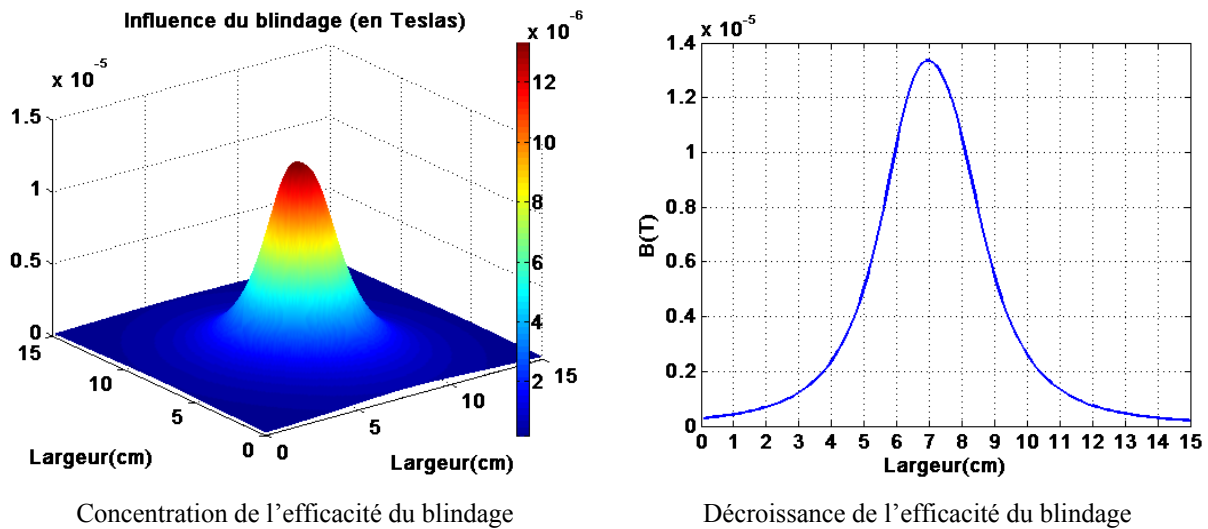 Influence du blindage (en Teslas)
x 10⁻⁵
x 10⁻⁶
1.5
1
0.5
0
15
10
5
0
0
5
10
15
Largeur(cm)
Largeur(cm)
12
10
8
6
4
2
Concentration de l’efficacité du blindage
x 10⁻⁵
1.4
1.2
1
0.8
0.6
0.4
0.2
0
B(T)
0 1 2 3 4 5 6 7 8 9 10 11 12 13 14 15
Largeur(cm)
Décroissance de l’efficacité du blindage